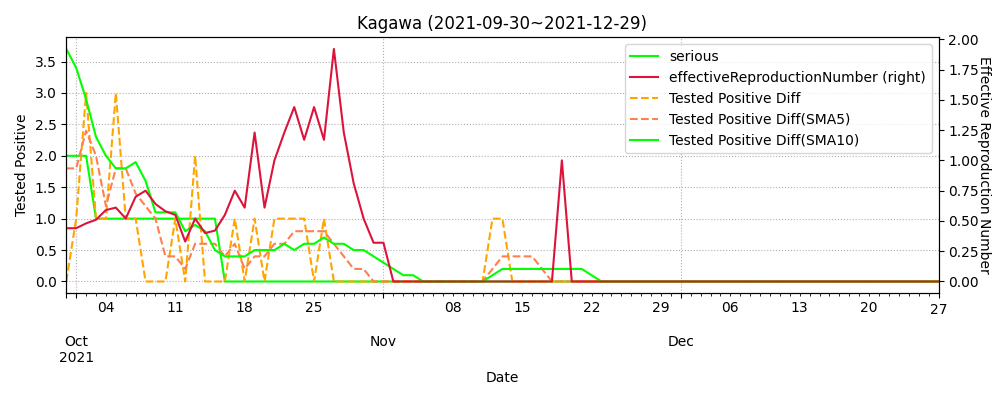 Kagawa (2021-09-30~2021-12-29)
serious
effectiveReproductionNumber (right)
Tested Positive Diff
Tested Positive Diff(SMA5)
Tested Positive Diff(SMA10)
Tested Positive
3.5
3.0
2.5
2.0
1.5
1.0
0.5
0.0
2.00
1.75
1.50
1.25
1.00
0.75
0.50
0.25
0.00
Effective Reproduction Number
04 11 18 25 08 15 22 29 06 13 20 27
Oct Nov Dec
2021
Date